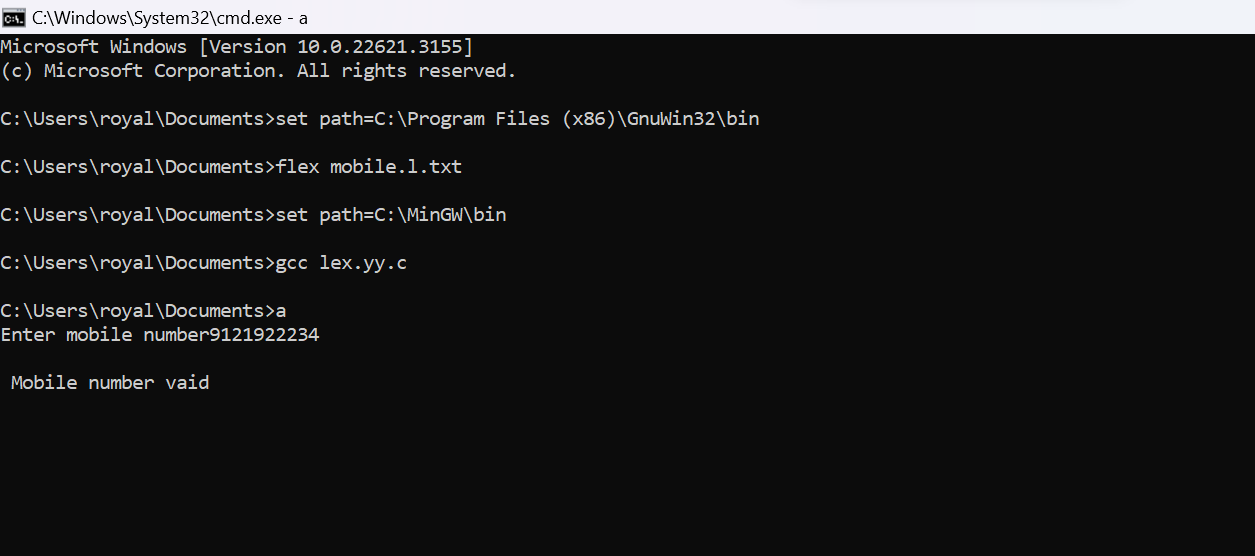 C:\Windows\System32\cmd.exe - a
Microsoft Windows [Version 10.0.22621.3155]
(c) Microsoft Corporation. All rights reserved.
C:\Users\royal\Documents>set path=C:\Program Files (x86)\GnuWin32\bin
C:\Users\royal\Documents>flex mobile.l.txt
C:\Users\royal\Documents>set path=C:\MinGW\bin
C:\Users\royal\Documents>gcc lex.yy.c
C:\Users\royal\Documents>a
Enter mobile number9121922234
Mobile number vaid